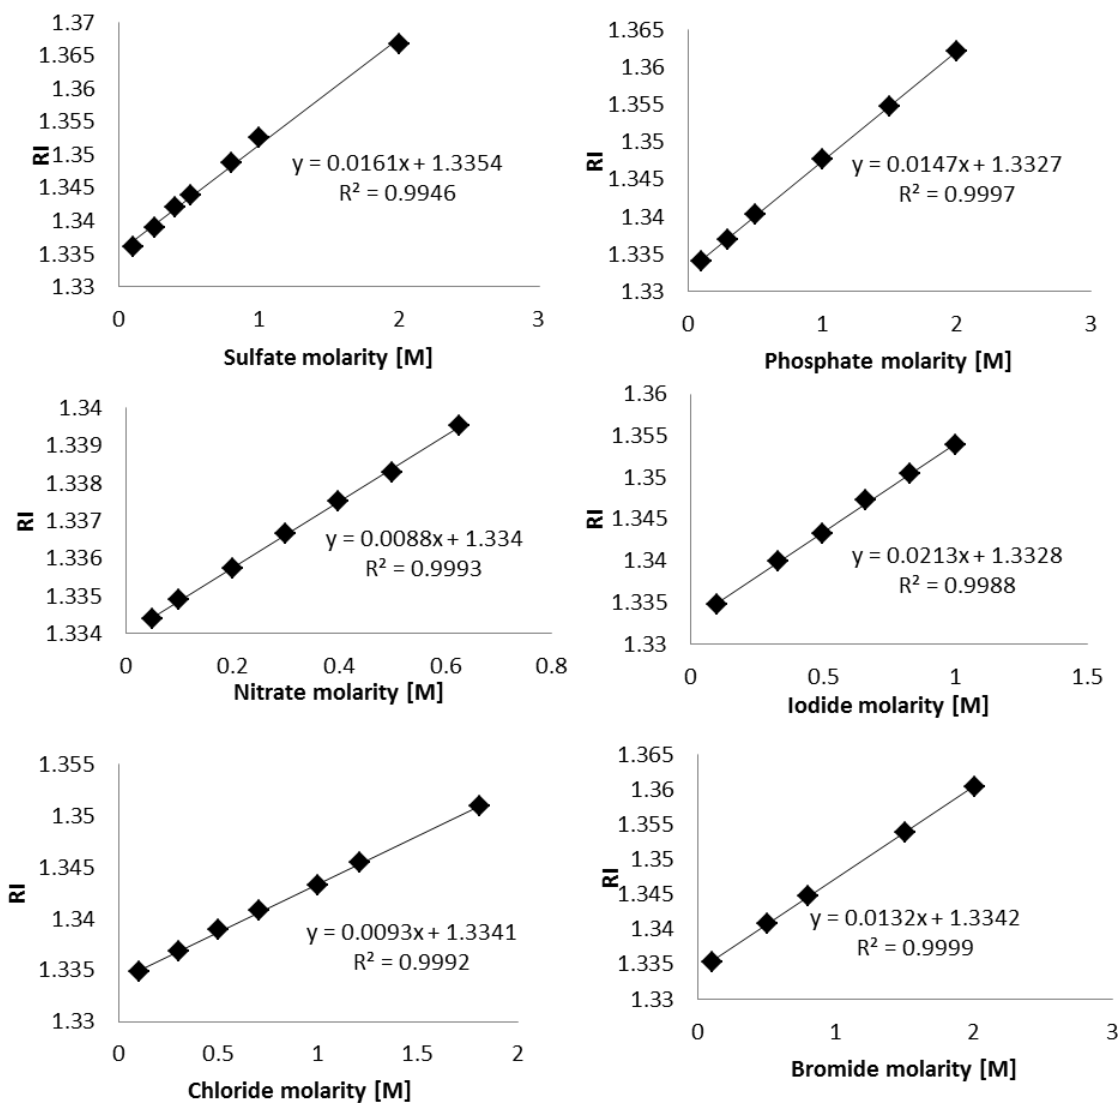 1.37
1.365
1.36
1.355
1.35
1.345
1.34
1.335
1.33
RI
y = 0.0161x + 1.3354
R² = 0.9946
0 1 2 3
Sulfate molarity [M]
1.365
1.36
1.355
1.35
1.345
1.34
1.335
1.33
RI
y = 0.0147x + 1.3327
R² = 0.9997
0 1 2 3
Phosphate molarity [M]
1.34
1.339
1.338
1.337
1.336
1.335
1.334
RI
y = 0.0088x + 1.334
R² = 0.9993
0 0.2 0.4 0.6 0.8
Nitrate molarity [M]
1.36
1.355
1.35
1.345
1.34
1.335
1.33
RI
y = 0.0213x + 1.3328
R² = 0.9988
0 0.5 1 1.5
Iodide molarity [M]
1.355
1.35
1.345
1.34
1.335
1.33
RI
y = 0.0093x + 1.3341
R² = 0.9992
0 0.5 1 1.5 2
Chloride molarity [M]
1.365
1.36
1.355
1.35
1.345
1.34
1.335
1.33
RI
y = 0.0132x + 1.3342
R² = 0.9999
0 1 2 3
Bromide molarity [M]